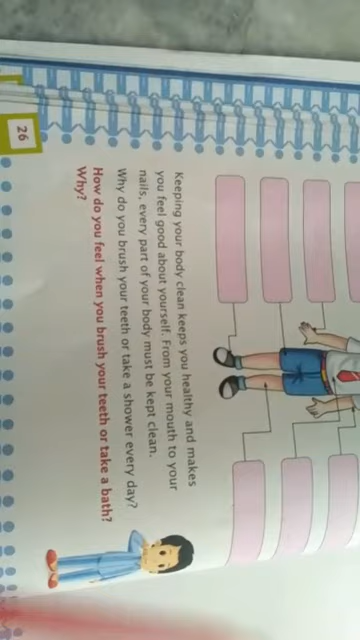 Keeping your body clean keeps you healthy and makes
you feel good about yourself. From your mouth to your
nails, every part of your body must be kept clean.
Why do you brush your teeth or take a shower every day?
How do you feel when you brush your teeth or take a bath?
Why?
26